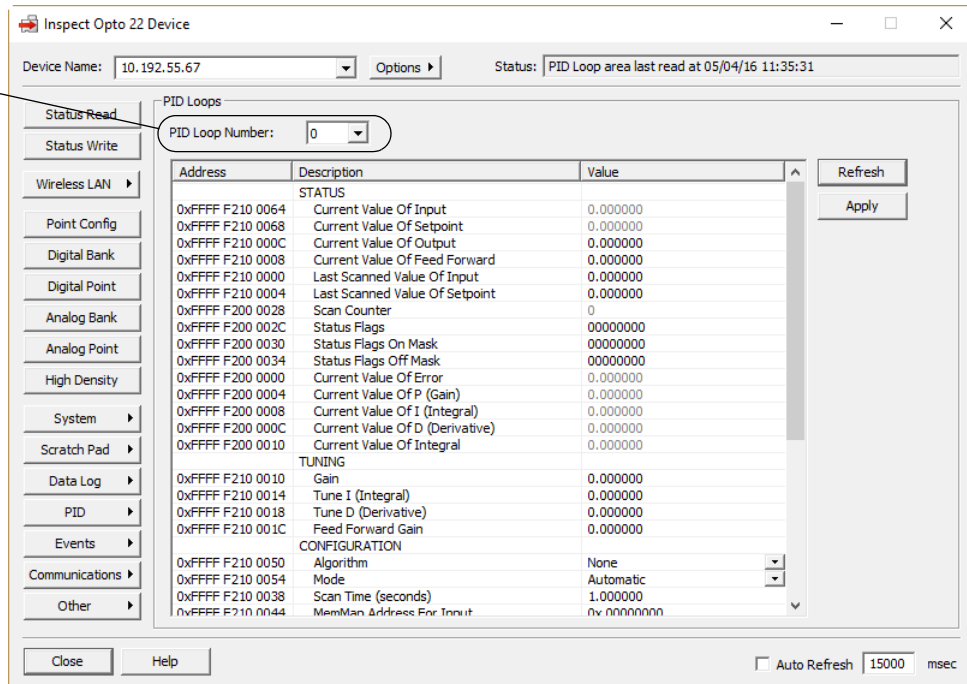 Inspect Opto 22 Device
Device Name: 10.192.55.67 Options Status: PID Loop area last read at 05/04/16 11:35:31
Status Read
Status Write
Wireless LAN
Point Config
Digital Bank
Digital Point
Analog Bank
Analog Point
High Density
System
Scratch Pad
Data Log
PID
Events
Communications
Other
PID Loops
PID Loop Number: 0
Address Description Value
STATUS
0xFFFF F210 0064 Current Value Of Input 0.000000
0xFFFF F210 0068 Current Value Of Setpoint 0.000000
0xFFFF F210 000C Current Value Of Output 0.000000
0xFFFF F210 0008 Current Value Of Feed Forward 0.000000
0xFFFF F210 0000 Last Scanned Value Of Input 0.000000
0xFFFF F210 0004 Last Scanned Value Of Setpoint 0.000000
0xFFFF F200 0028 Scan Counter 0
0xFFFF F200 002C Status Flags 00000000
0xFFFF F200 0030 Status Flags On Mask 00000000
0xFFFF F200 0034 Status Flags Off Mask 00000000
0xFFFF F200 0000 Current Value Of Error 0.000000
0xFFFF F200 0004 Current Value Of P (Gain) 0.000000
0xFFFF F200 0008 Current Value Of I (Integral) 0.000000
0xFFFF F200 000C Current Value Of D (Derivative) 0.000000
0xFFFF F200 0010 Current Value Of Integral 0.000000
TUNING
0xFFFF F210 0010 Gain 0.000000
0xFFFF F210 0014 Tune I (Integral) 0.000000
0xFFFF F210 0018 Tune D (Derivative) 0.000000
0xFFFF F210 001C Feed Forward Gain 0.000000
CONFIGURATION
0xFFFF F210 0050 Algorithm None
0xFFFF F210 0054 Mode Automatic
0xFFFF F210 0038 Scan Time (seconds) 1.000000
0xFFFF F210 0044 MemMap Address For Input 0x 00000000
Refresh
Apply
Close Help Auto Refresh 15000 msec